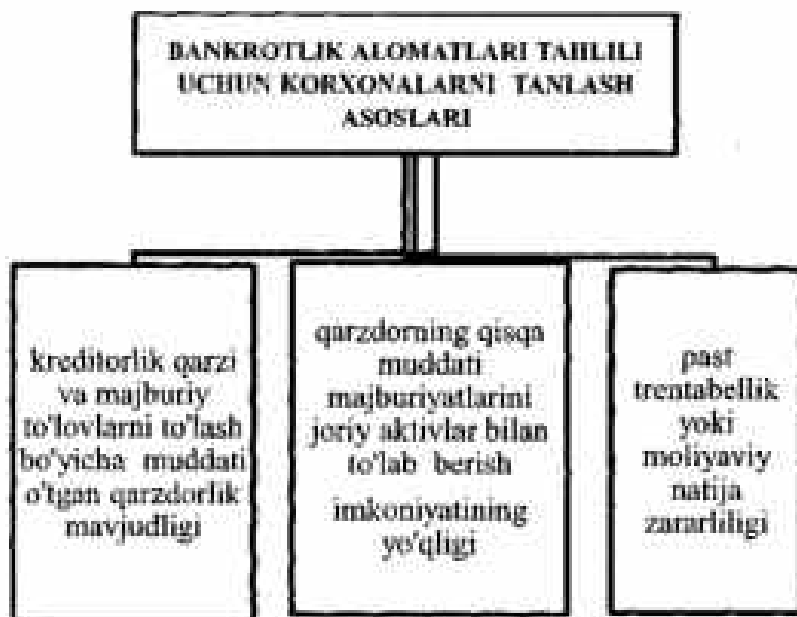 BANKROTLIK ALOMATLARI TAHLILI
UCHUN KORXONALARNI TANLASH
ASOSLARI
kreditorlik qarzi
va majburiy
to'lovlarni to'lash
bo'yicha muddati
o'tgan qarzdorlik
mavjudligi
qarzdorning qisqa
muddati
majburiyatlarini
joriy aktivlar bilan
to'lab berish
imkoniyatining
yo'qligi
past
trentabellik
yoki
moliyaviy
natija
zararliligi